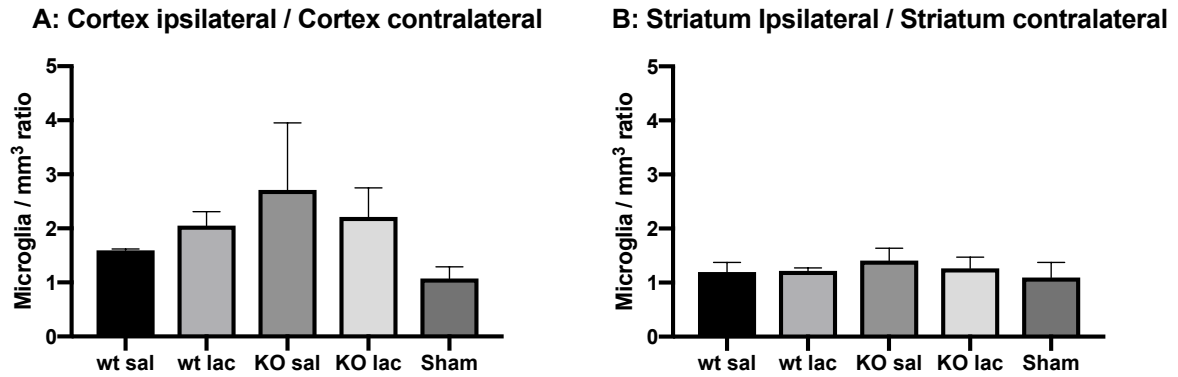 A: Cortex ipsilateral / Cortex contralateral
Microglia / mm³ ratio
5
4
3
2
1
0
wt sal wt lac KO sal KO lac Sham
B: Striatum Ipsilateral / Striatum contralateral
Microglia / mm³ ratio
5
4
3
2
1
0
wt sal wt lac KO sal KO lac Sham